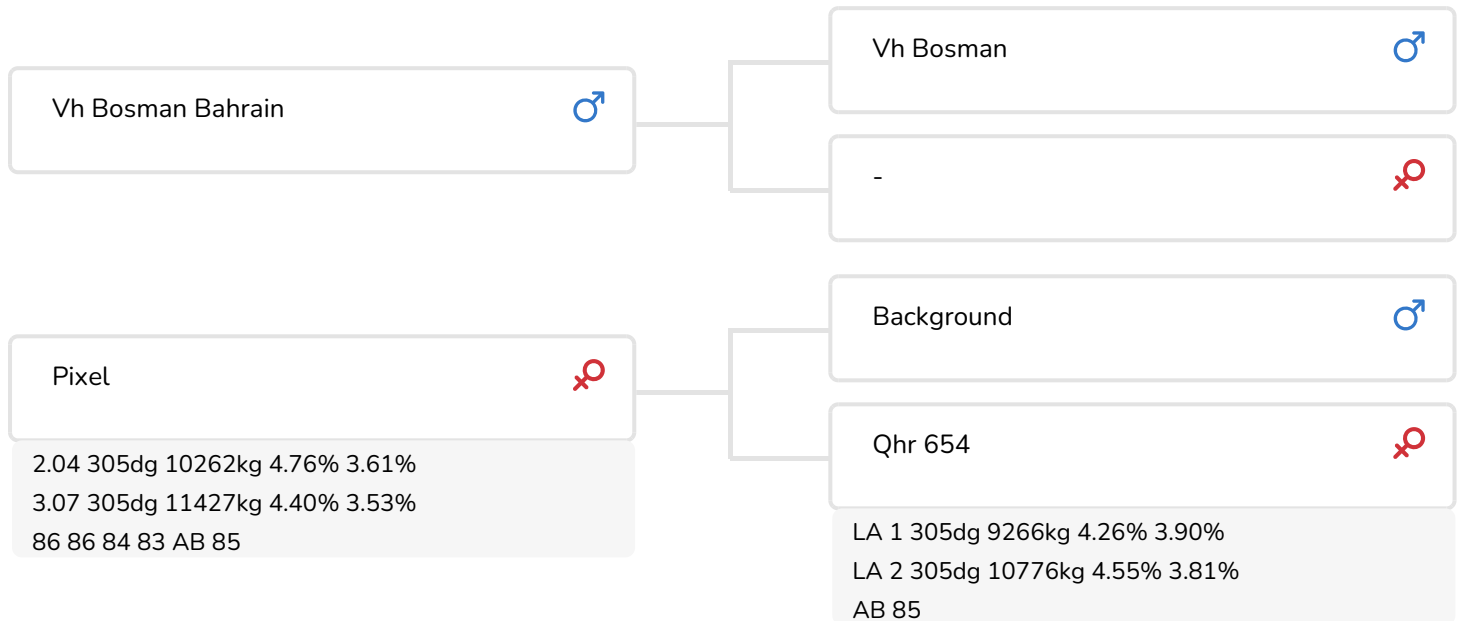 Vh Bosman Bahrain
Vh Bosman
-
Pixel
2.04 305dg 10262kg 4.76% 3.61%
3.07 305dg 11427kg 4.40% 3.53%
86 86 84 83 AB 85
Background
Qhr 654
LA 1 305dg 9266kg 4.26% 3.90%
LA 2 305dg 10776kg 4.55% 3.81%
AB 85